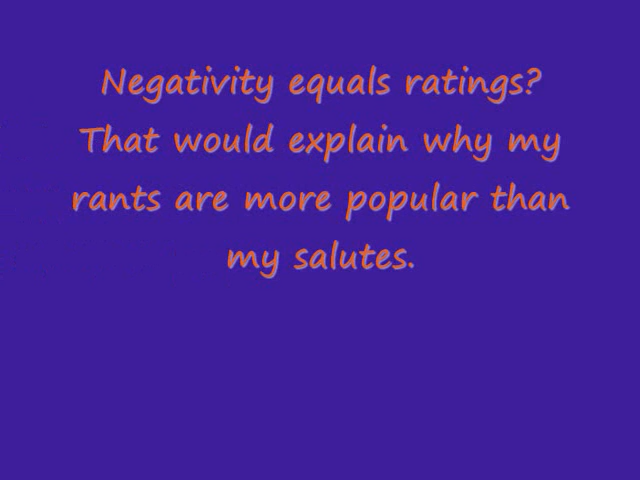 Negativity equals ratings?
That would explain why my
rants are more popular than
my salutes.